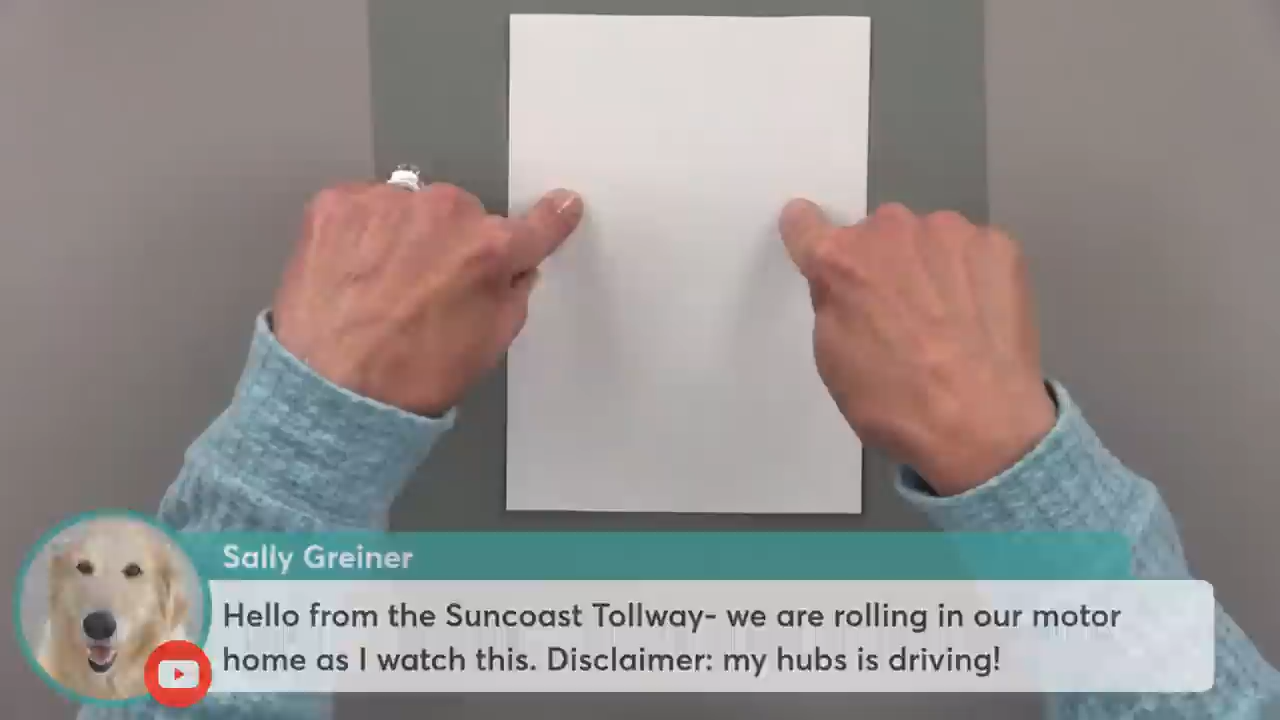 Sally Greiner
Hello from the Suncoast Tollway- we are rolling in our motor
home as I watch this. Disclaimer: my hubs is driving!